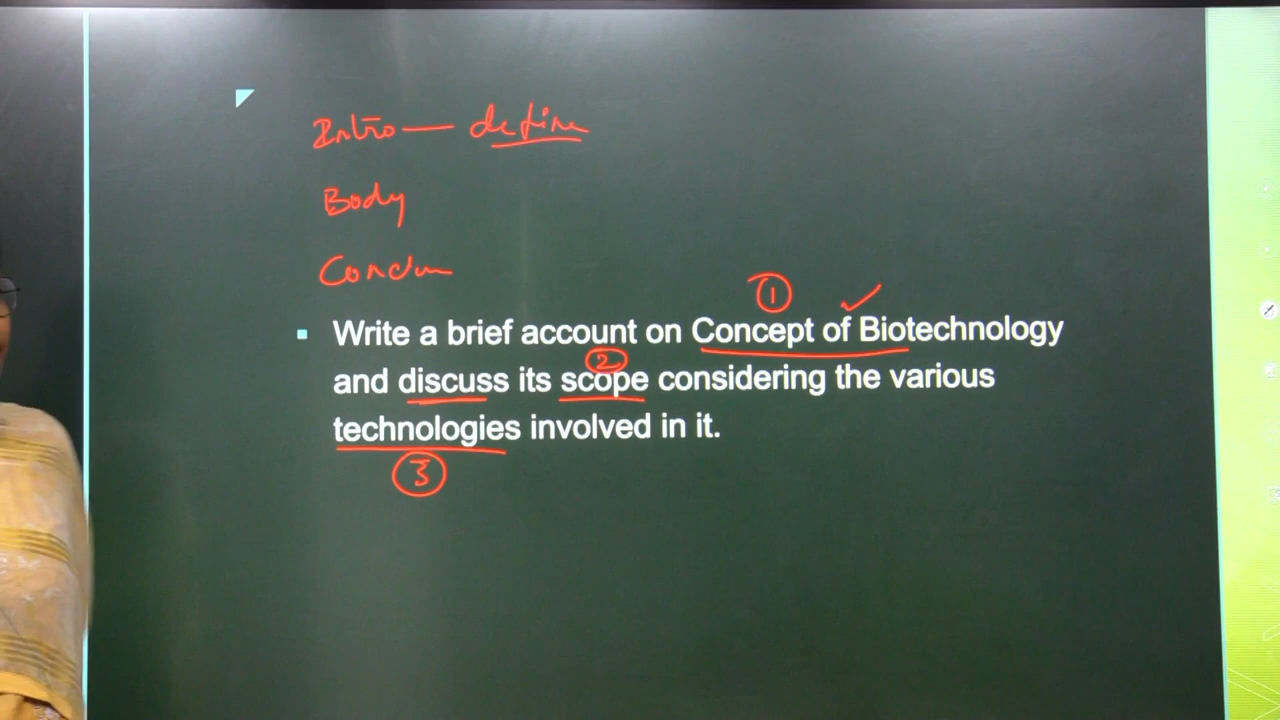 Intro — define
Body
①
Write a brief account on Concept of Biotechnology
②
and discuss its scope considering the various
technologies involved in it.
③